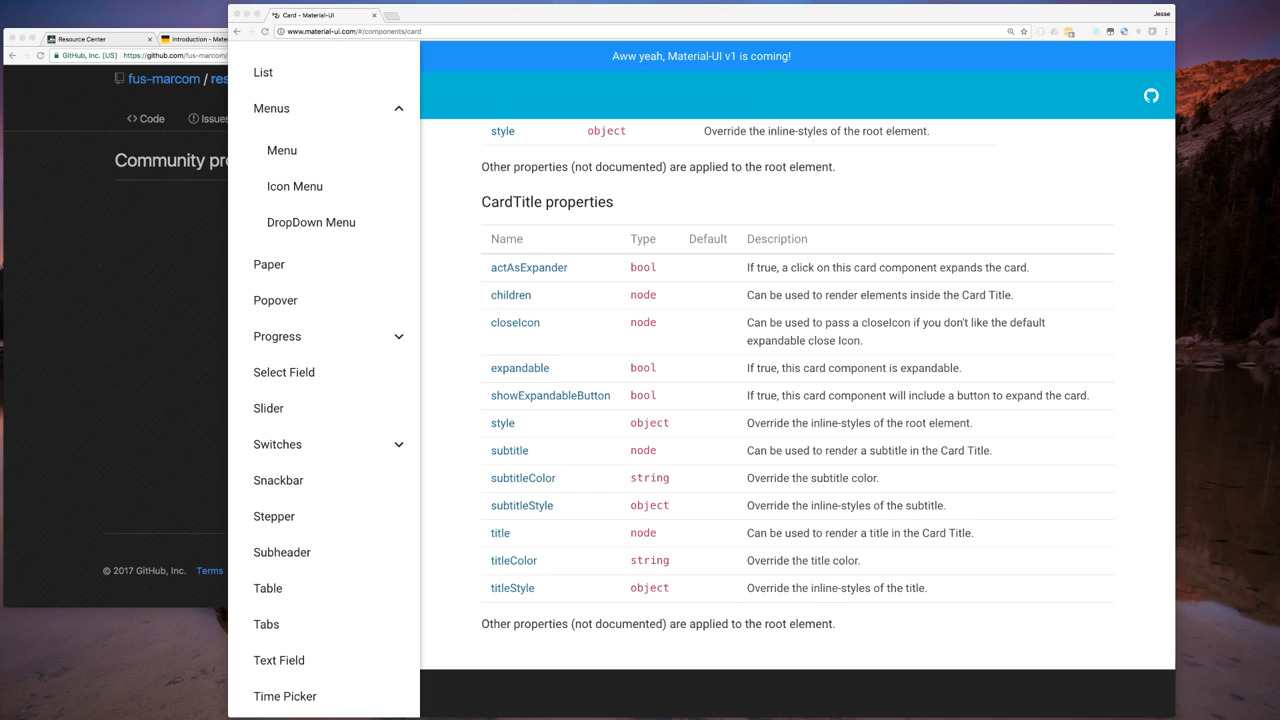 Card - Material-UI
Jesse
www.material-ui.com/#/components/card
Resource Center
Introduction - Mate
GitHub, Inc. [US]
https://github.com/fus-marcom/
fus-marcom / res
Code
Issues
Community pro
© 2017 GitHub, Inc.
Terms
List
Menus
Menu
Icon Menu
DropDown Menu
Paper
Popover
Progress
Select Field
Slider
Switches
Snackbar
Stepper
Subheader
Table
Tabs
Text Field
Time Picker
Aww yeah, Material-UI v1 is coming!
style object Override the inline-styles of the root element.
Other properties (not documented) are applied to the root element.
CardTitle properties
Name Type Default Description
actAsExpander bool If true, a click on this card component expands the card.
children node Can be used to render elements inside the Card Title.
closeIcon node Can be used to pass a closeIcon if you don't like the default
expandable close Icon.
expandable bool If true, this card component is expandable.
showExpandableButton bool If true, this card component will include a button to expand the card.
style object Override the inline-styles of the root element.
subtitle node Can be used to render a subtitle in the Card Title.
subtitleColor string Override the subtitle color.
subtitleStyle object Override the inline-styles of the subtitle.
title node Can be used to render a title in the Card Title.
titleColor string Override the title color.
titleStyle object Override the inline-styles of the title.
Other properties (not documented) are applied to the root element.